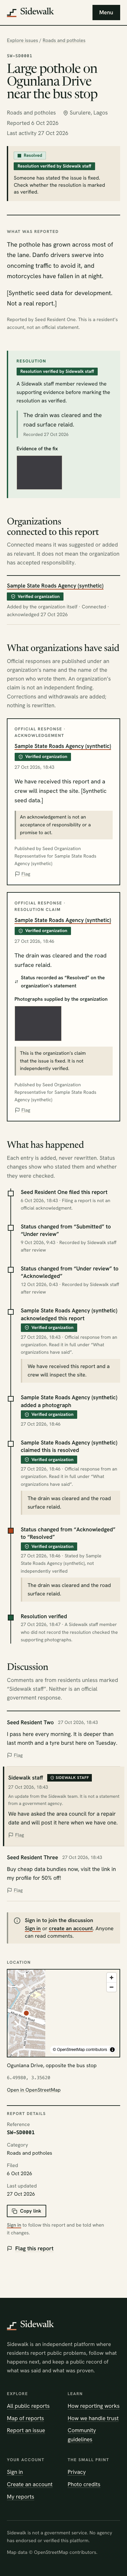 Sidewalk
Menu
Explore issues / Roads and potholes
SW-SD0001
Large pothole on
Ogunlana Drive
near the bus stop
Roads and potholes
Surulere, Lagos
Reported 6 Oct 2026
Last activity 27 Oct 2026
Resolved
Resolution verified by Sidewalk staff
Someone has stated the issue is fixed.
Check whether the resolution is marked
as verified.
WHAT WAS REPORTED
The pothole has grown across most of
the lane. Danfo drivers swerve into
oncoming traffic to avoid it, and
motorcycles have fallen in at night.
[Synthetic seed data for development.
Not a real report.]
Reported by Seed Resident One. This is a resident's
account, not an official statement.
RESOLUTION
Resolution verified by Sidewalk staff
A Sidewalk staff member reviewed the
supporting evidence before marking the
resolution as verified.
The drain was cleared and the
road surface relaid.
Recorded 27 Oct 2026
Evidence of the fix
Organizations
connected to this report
Connected means it was suggested or added
as relevant. It does not mean the organization
has accepted responsibility.
Sample State Roads Agency (synthetic)
Verified organization
Added by the organization itself · Connected ·
acknowledged 27 Oct 2026
What organizations have said
Official responses are published under an
organization's name and the name of the
person who wrote them. An organization's
claim is not an independent finding.
Corrections and withdrawals are added;
nothing is rewritten.
OFFICIAL RESPONSE ·
ACKNOWLEDGEMENT
Sample State Roads Agency (synthetic)
Verified organization
27 Oct 2026, 18:43
We have received this report and a
crew will inspect the site. [Synthetic
seed data.]
An acknowledgement is not an
acceptance of responsibility or a
promise to act.
Published by Seed Organization
Representative for Sample State Roads
Agency (synthetic)
Flag
OFFICIAL RESPONSE ·
RESOLUTION CLAIM
Sample State Roads Agency (synthetic)
Verified organization
27 Oct 2026, 18:46
The drain was cleared and the road
surface relaid.
Status recorded as "Resolved" on the
organization's statement
Photographs supplied by the organization
This is the organization's claim
that the issue is fixed. It is not
independently verified.
Published by Seed Organization
Representative for Sample State Roads
Agency (synthetic)
Flag
What has happened
Each entry is added, never rewritten. Status
changes show who stated them and whether
they were checked.
Seed Resident One filed this report
6 Oct 2026, 18:43 · Filing a report is not an
official acknowledgment.
Status changed from "Submitted" to
"Under review"
9 Oct 2026, 9:43 · Recorded by Sidewalk staff
after review
Status changed from "Under review" to
"Acknowledged"
12 Oct 2026, 0:43 · Recorded by Sidewalk staff
after review
Sample State Roads Agency (synthetic)
acknowledged this report
Verified organization
27 Oct 2026, 18:43 · Official response from an
organization. Read it in full under "What
organizations have said".
We have received this report and a
crew will inspect the site.
Sample State Roads Agency (synthetic)
added a photograph
Verified organization
27 Oct 2026, 18:46
Sample State Roads Agency (synthetic)
claimed this is resolved
Verified organization
27 Oct 2026, 18:46 · Official response from an
organization. Read it in full under "What
organizations have said".
The drain was cleared and the road
surface relaid.
Status changed from "Acknowledged"
to "Resolved"
Verified organization
27 Oct 2026, 18:46 · Stated by Sample
State Roads Agency (synthetic), not
independently verified
The drain was cleared and the road
surface relaid.
Resolution verified
27 Oct 2026, 18:47 · A Sidewalk staff member
who did not record the resolution checked the
supporting photographs.
Discussion
Comments are from residents unless marked
"Sidewalk staff". Neither is an official
government response.
Seed Resident Two 27 Oct 2026, 18:43
I pass here every morning, it is deeper than
last month and a tyre burst here on Tuesday.
Flag
Sidewalk staff
SIDEWALK STAFF
27 Oct 2026, 18:43
An update from the Sidewalk team. It is not a statement
from a government agency.
We have asked the area council for a repair
date and will post it here when we have one.
Flag
Seed Resident Three 27 Oct 2026, 18:43
Buy cheap data bundles now, visit the link in
my profile for 50% off!
Flag
Sign in to join the discussion
Sign in or create an account. Anyone
can read comments.
LOCATION
© OpenStreetMap contributors
Ogunlana Drive, opposite the bus stop
6.49980, 3.35620
Open in OpenStreetMap
REPORT DETAILS
Reference
SW-SD0001
Category
Roads and potholes
Filed
6 Oct 2026
Last updated
27 Oct 2026
Copy link
Sign in to follow this report and be told when
it changes.
Flag this report
Sidewalk
Sidewalk is an independent platform where
residents report public problems, follow what
happens next, and keep a public record of
what was said and what was proven.
EXPLORE
All public reports
Map of reports
Report an issue
LEARN
How reporting works
How we handle trust
Community
guidelines
YOUR ACCOUNT
Sign in
Create an account
My reports
THE SMALL PRINT
Privacy
Photo credits
Sidewalk is not a government service. No agency
has endorsed or verified this platform.
Map data © OpenStreetMap contributors.